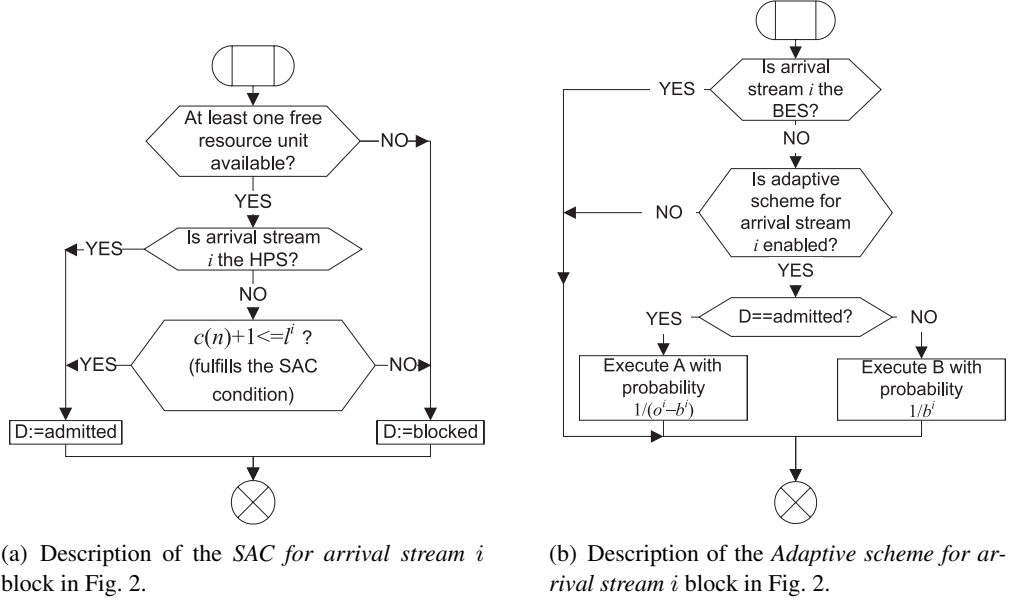 At least one free
resource unit
available?
NO
YES
Is arrival stream
i the HPS?
YES
NO
c(n)+1<=l^i ?
(fulfills the SAC
condition)
YES
NO
D:=admitted
D:=blocked
(a) Description of the SAC for arrival stream i
block in Fig. 2.
Is arrival
stream i the
BES?
YES
NO
Is adaptive
scheme for
arrival stream
i enabled?
NO
YES
D==admitted?
YES
NO
Execute A with
probability
1/(o^i–b^i)
Execute B with
probability
1/b^i
(b) Description of the Adaptive scheme for ar-
rival stream i block in Fig. 2.